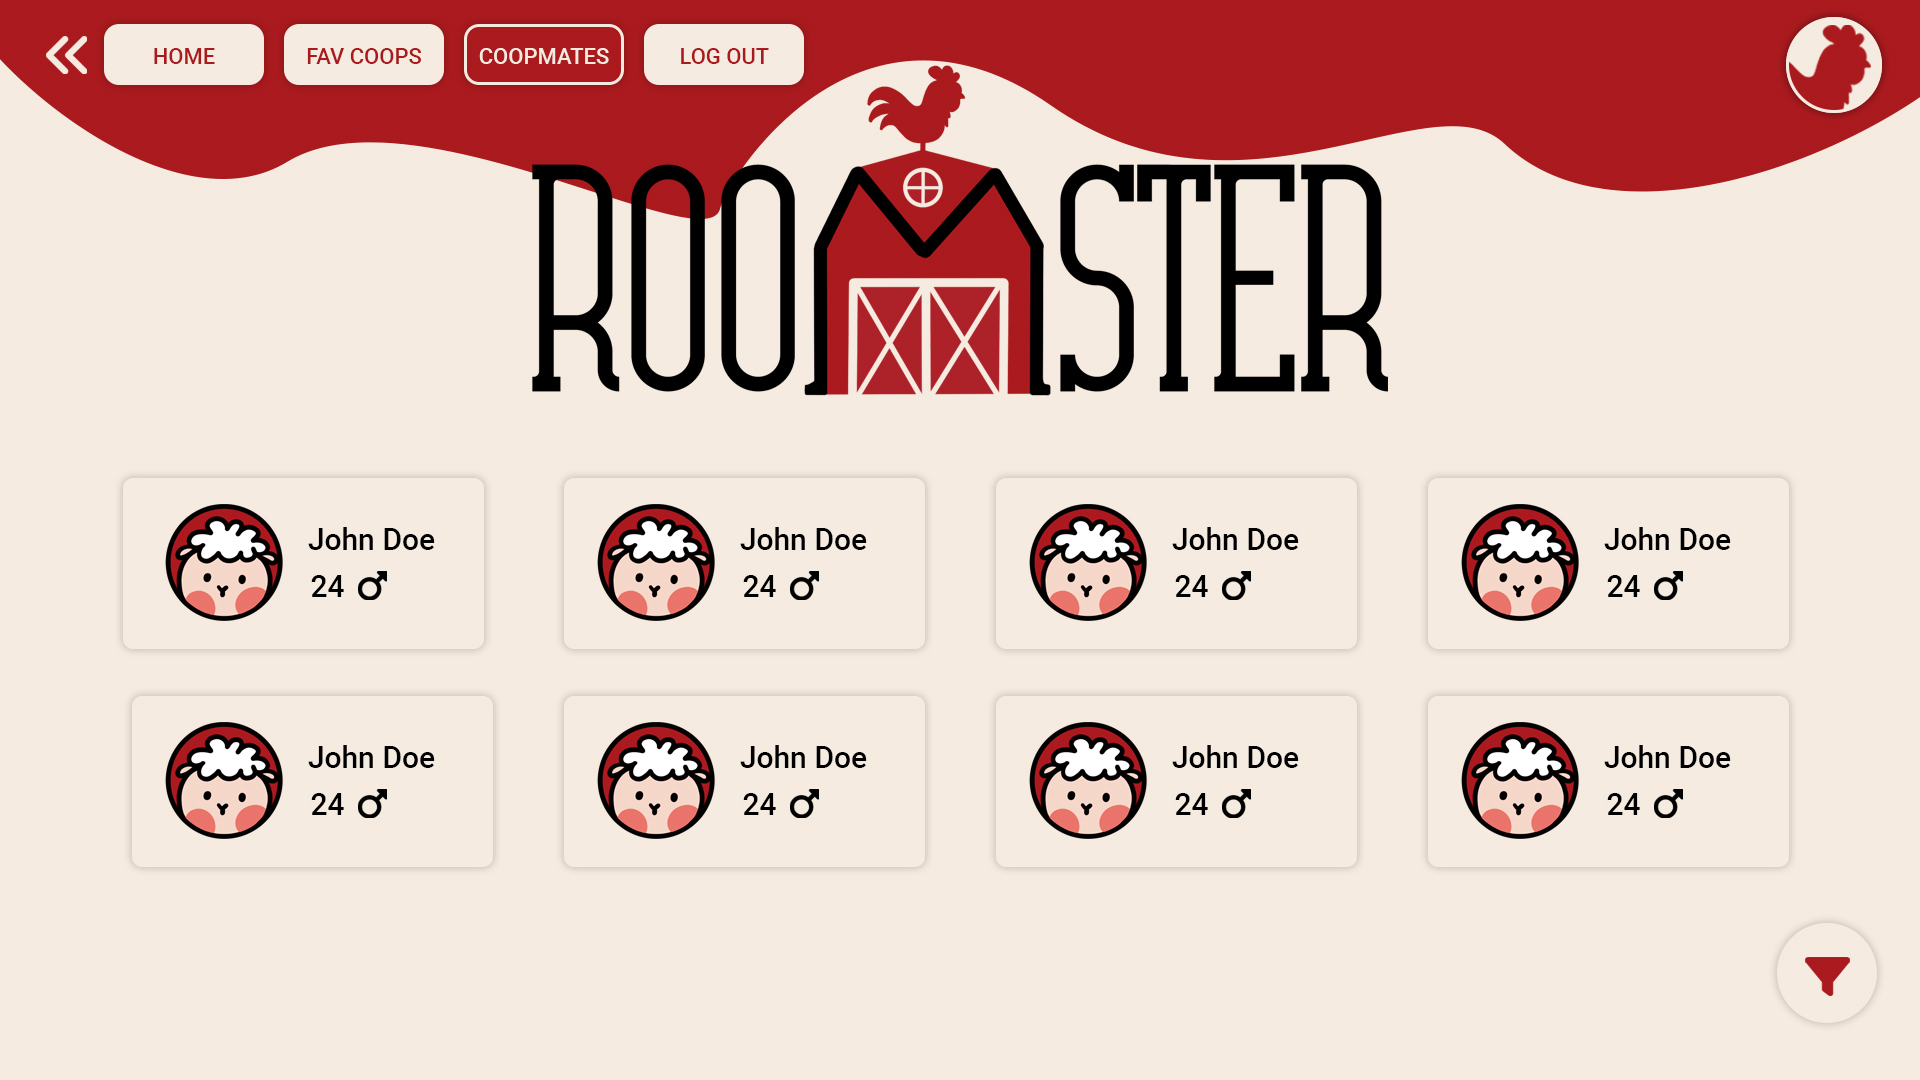 HOME
FAV COOPS
COOPMATES
LOG OUT
ROOMSTER
John Doe
24 ♂
John Doe
24 ♂
John Doe
24 ♂
John Doe
24 ♂
John Doe
24 ♂
John Doe
24 ♂
John Doe
24 ♂
John Doe
24 ♂